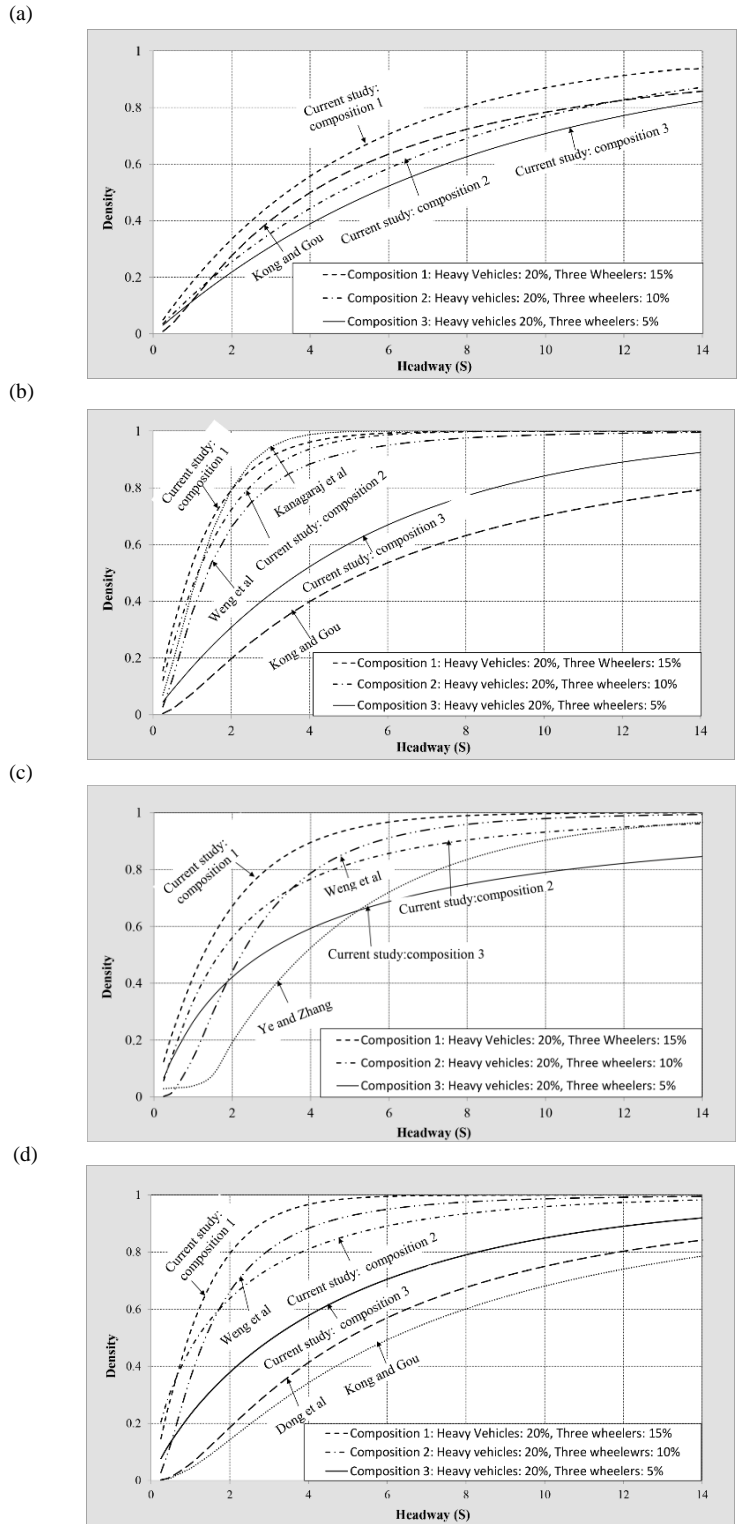 (a)
1
0.8
0.6
0.4
0.2
0
Density
Current study:
composition 1
Kong and Gou
Current study: composition 2
Current study: composition 3
Composition 1: Heavy Vehicles: 20%, Three Wheelers: 15%
Composition 2: Heavy vehicles: 20%, Three wheelers: 10%
Composition 3: Heavy vehicles 20%, Three wheelers: 5%
0 2 4 6 8 10 12 14
Headway (S)
(b)
1
0.8
0.6
0.4
0.2
0
Density
Current study:
composition 1
Kanagaraj et al
Current study: composition 2
Weng et al
Current study: composition 3
Kong and Gou
Composition 1: Heavy Vehicles: 20%, Three Wheelers: 15%
Composition 2: Heavy vehicles: 20%, Three wheelers: 10%
Composition 3: Heavy vehicles 20%, Three wheelers: 5%
0 2 4 6 8 10 12 14
Headway (S)
(c)
1
0.8
0.6
0.4
0.2
0
Density
Current study:
composition 1
Weng et al
Current study:composition 2
Current study:composition 3
Ye and Zhang
Composition 1: Heavy Vehicles: 20%, Three Wheelers: 15%
Composition 2: Heavy vehicles: 20%, Three wheelers: 10%
Composition 3: Heavy vehicles: 20%, Three wheelers: 5%
0 2 4 6 8 10 12 14
Headway (S)
(d)
1
0.8
0.6
0.4
0.2
0
Density
Current study:
composition 1
Weng et al
Current study: composition 2
Current study: composition 3
Kong and Gou
Dong et al
Composition 1: Heavy Vehicles: 20%, Three Wheelers: 15%
Composition 2: Heavy vehicles: 20%, Three wheelewrs: 10%
Composition 3: Heavy vehicles: 20%, Three wheelers: 5%
0 2 4 6 8 10 12 14
Headway (S)